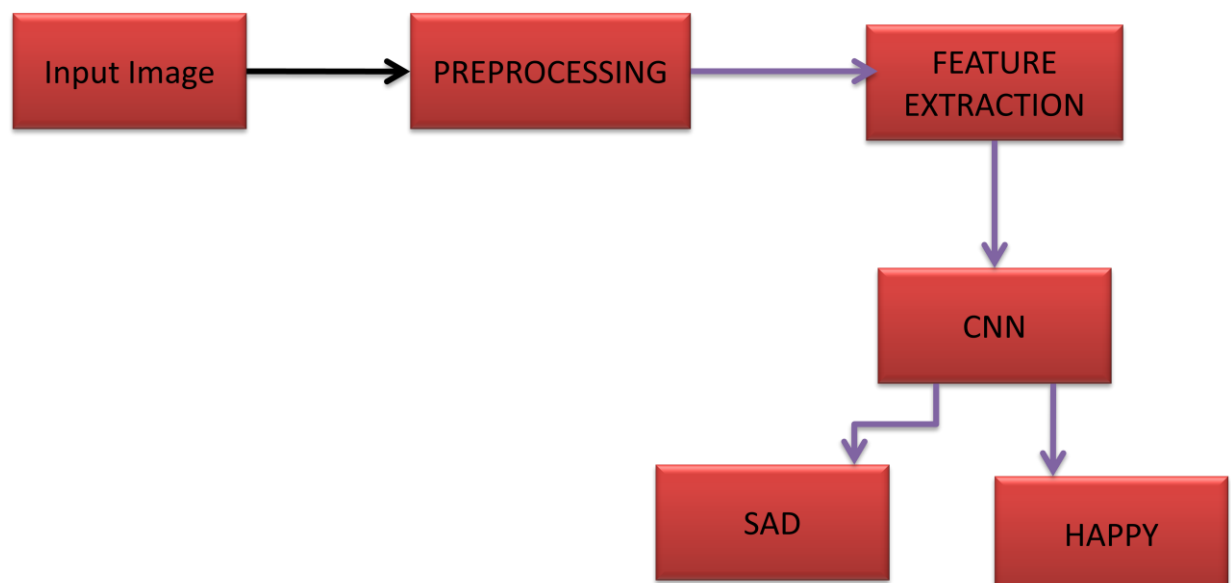 Input Image
PREPROCESSING
FEATURE
EXTRACTION
CNN
SAD
HAPPY